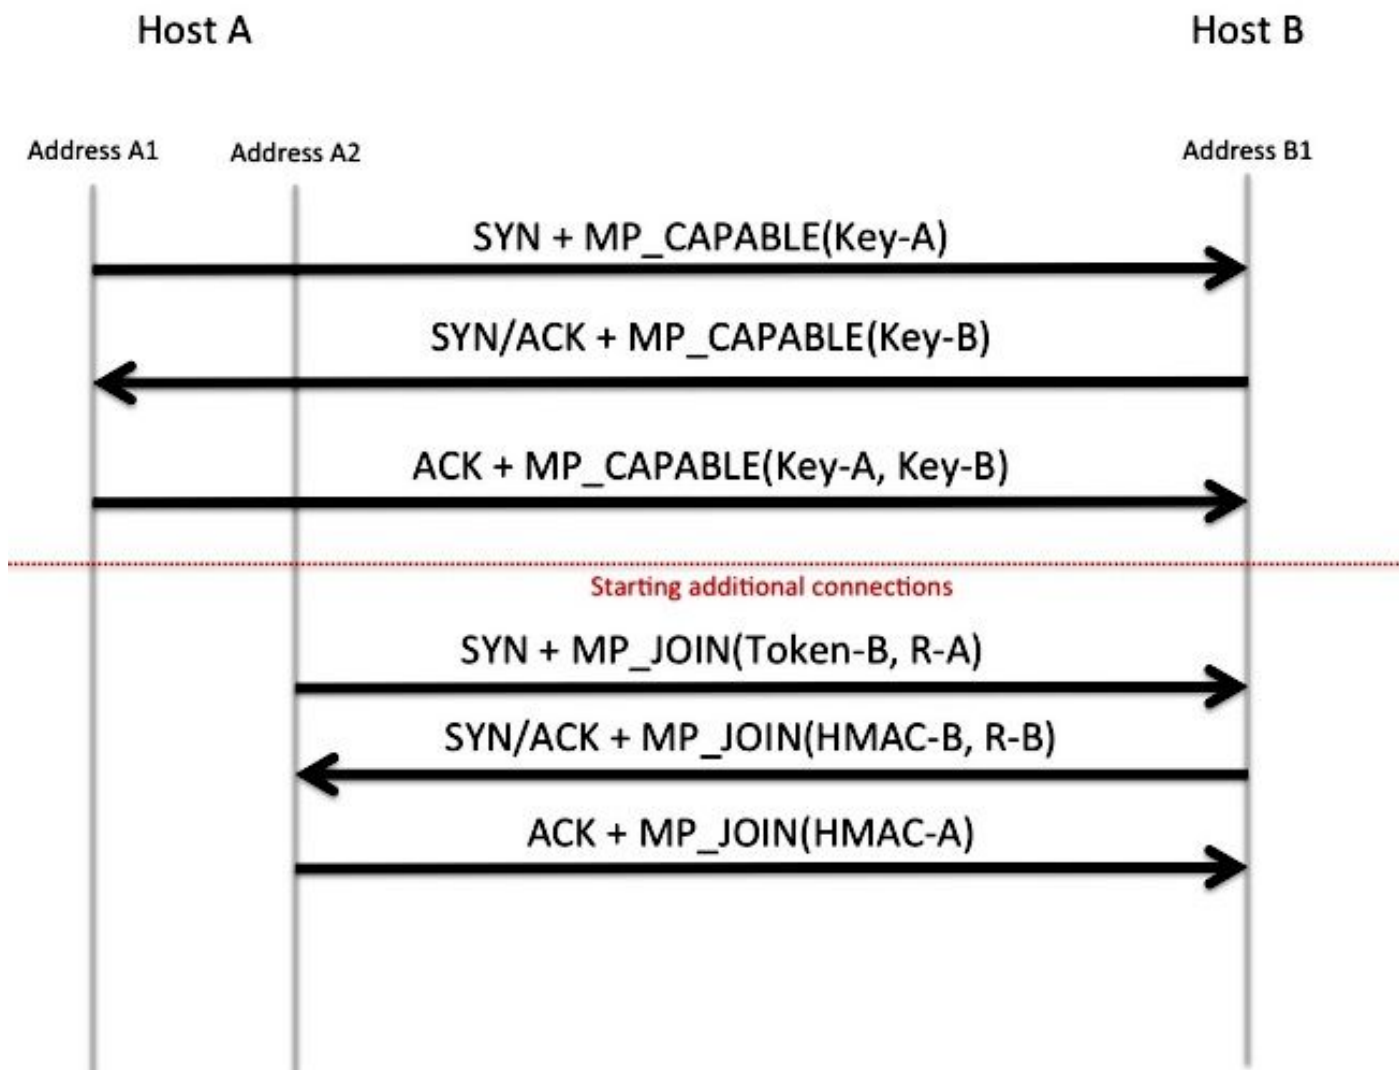 Host A
Host B
Address A1
Address A2
Address B1
SYN + MP_CAPABLE(Key-A)
SYN/ACK + MP_CAPABLE(Key-B)
ACK + MP_CAPABLE(Key-A, Key-B)
Starting additional connections
SYN + MP_JOIN(Token-B, R-A)
SYN/ACK + MP_JOIN(HMAC-B, R-B)
ACK + MP_JOIN(HMAC-A)